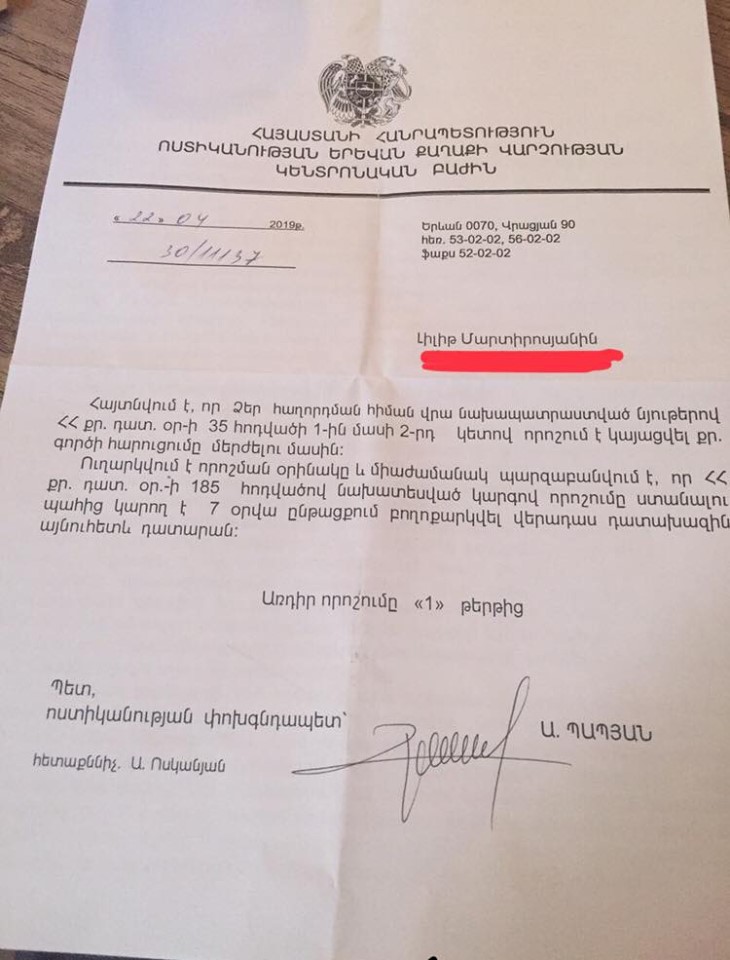 ՀԱՅԱՍՏԱՆԻ ՀԱՆՐԱՊԵՏՈՒԹՅՈՒՆ
ՈՍՏԻԿԱՆՈՒԹՅԱՆ ԵՐԵՎԱՆ ՔԱՂԱՔԻ ՎԱՐՉՈՒԹՅԱՆ
ԿԵՆՏՐՈՆԱԿԱՆ ԲԱԺԻՆ
«22» 04 2019թ.
30/11137
Երևան 0070, Վրացյան 90
հեռ. 53-02-02, 56-02-02
ֆաքս 52-02-02
Լիլիթ Մարտիրոսյանին
Հայտնվում է, որ Ձեր հաղորդման հիման վրա նախապատրաստված նյութերով
ՀՀ քր. դատ. օր-ի 35 հոդվածի 1-ին մասի 2-րդ կետով որոշում է կայացվել քր.
գործի հարուցումը մերժելու մասին:
Ուղարկվում է որոշման օրինակը և միաժամանակ պարզաբանվում է, որ ՀՀ
քր. դատ. օր.-ի 185 հոդվածով նախատեսված կարգով որոշումը ստանալու
պահից կարող է 7 օրվա ընթացքում բողոքարկվել վերադաս դատախազին
այնուհետև դատարան:
Առդիր որոշումը «1» թերթից
Պետ,
ոստիկանության փոխգնդապետ՝
Ա. ՊԱՊՅԱՆ
հետաքննիչ. Ա. Ոսկանյան